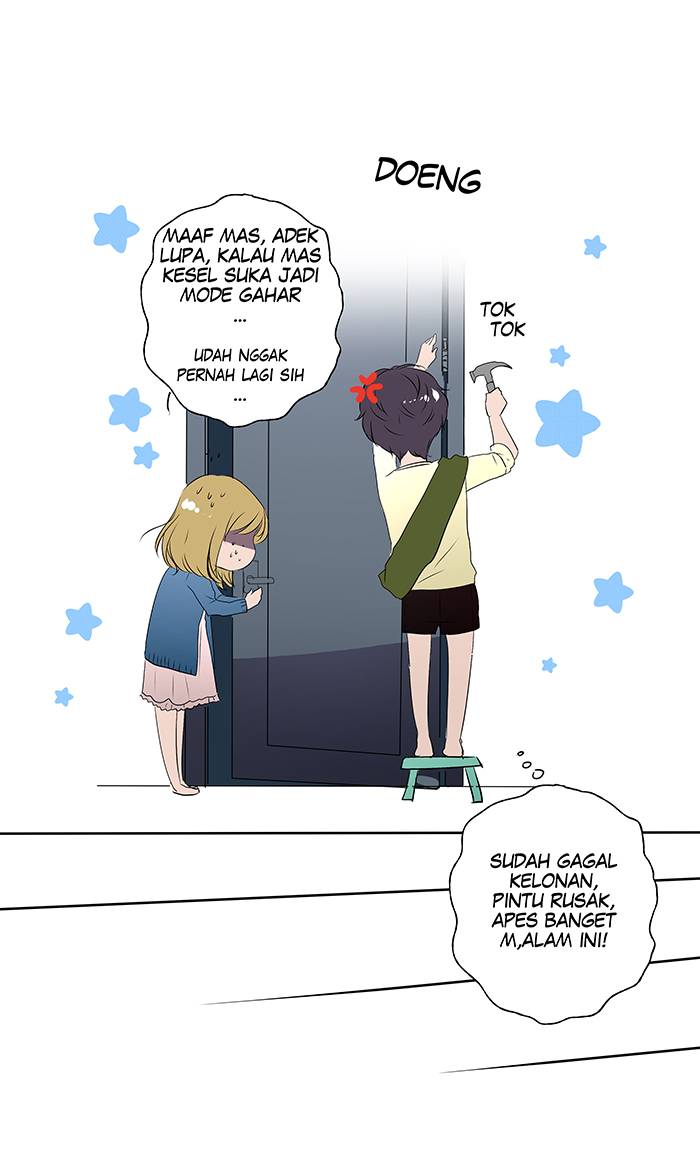 DOENG
MAAF MAS, ADEK
LUPA, KALAU MAS
KESEL SUKA JADI
MODE GAHAR
...
UDAH NGGAK
PERNAH LAGI SIH
...
TOK
TOK
SUDAH GAGAL
KELONAN,
PINTU RUSAK,
APES BANGET
M,ALAM INI!